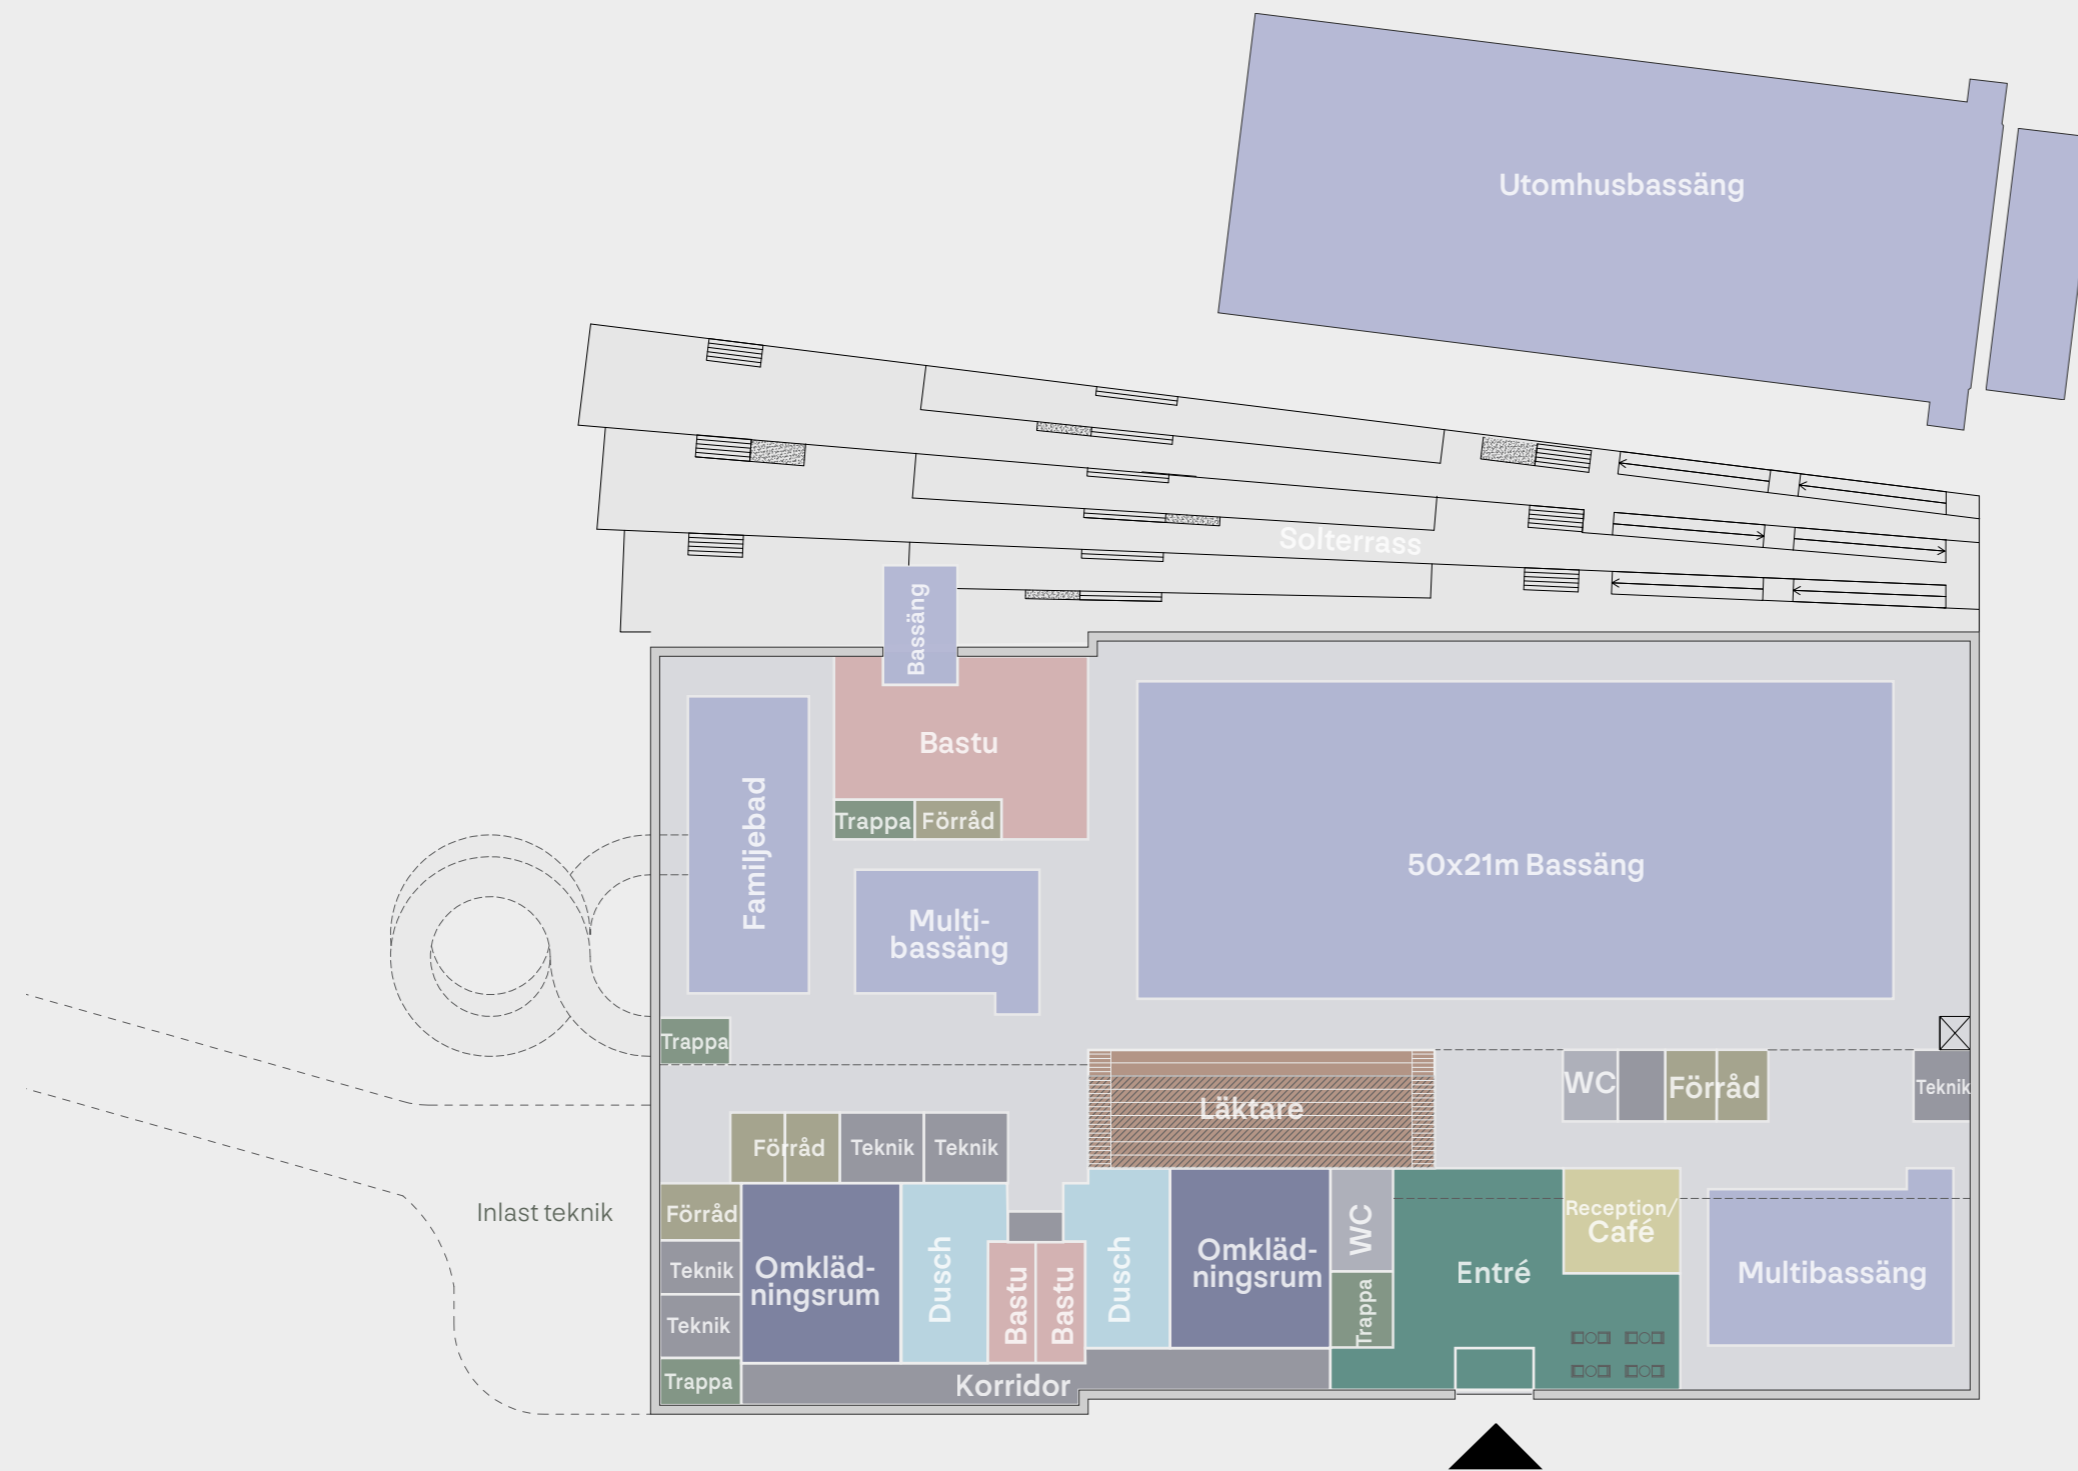 Utomhusbassäng
Solterrass
Bassäng
Bastu
Trappa
Förråd
Familjebad
50x21m Bassäng
Multi-
bassäng
Trappa
WC
Förråd
Teknik
Läktare
Förråd
Teknik
Teknik
Inlast teknik
Förråd
Teknik
Teknik
Trappa
Omkläd-
ningsrum
Dusch
Bastu
Bastu
Dusch
Omkläd-
ningsrum
WC
Trappa
Entré
Reception/
Café
Multibassäng
Korridor